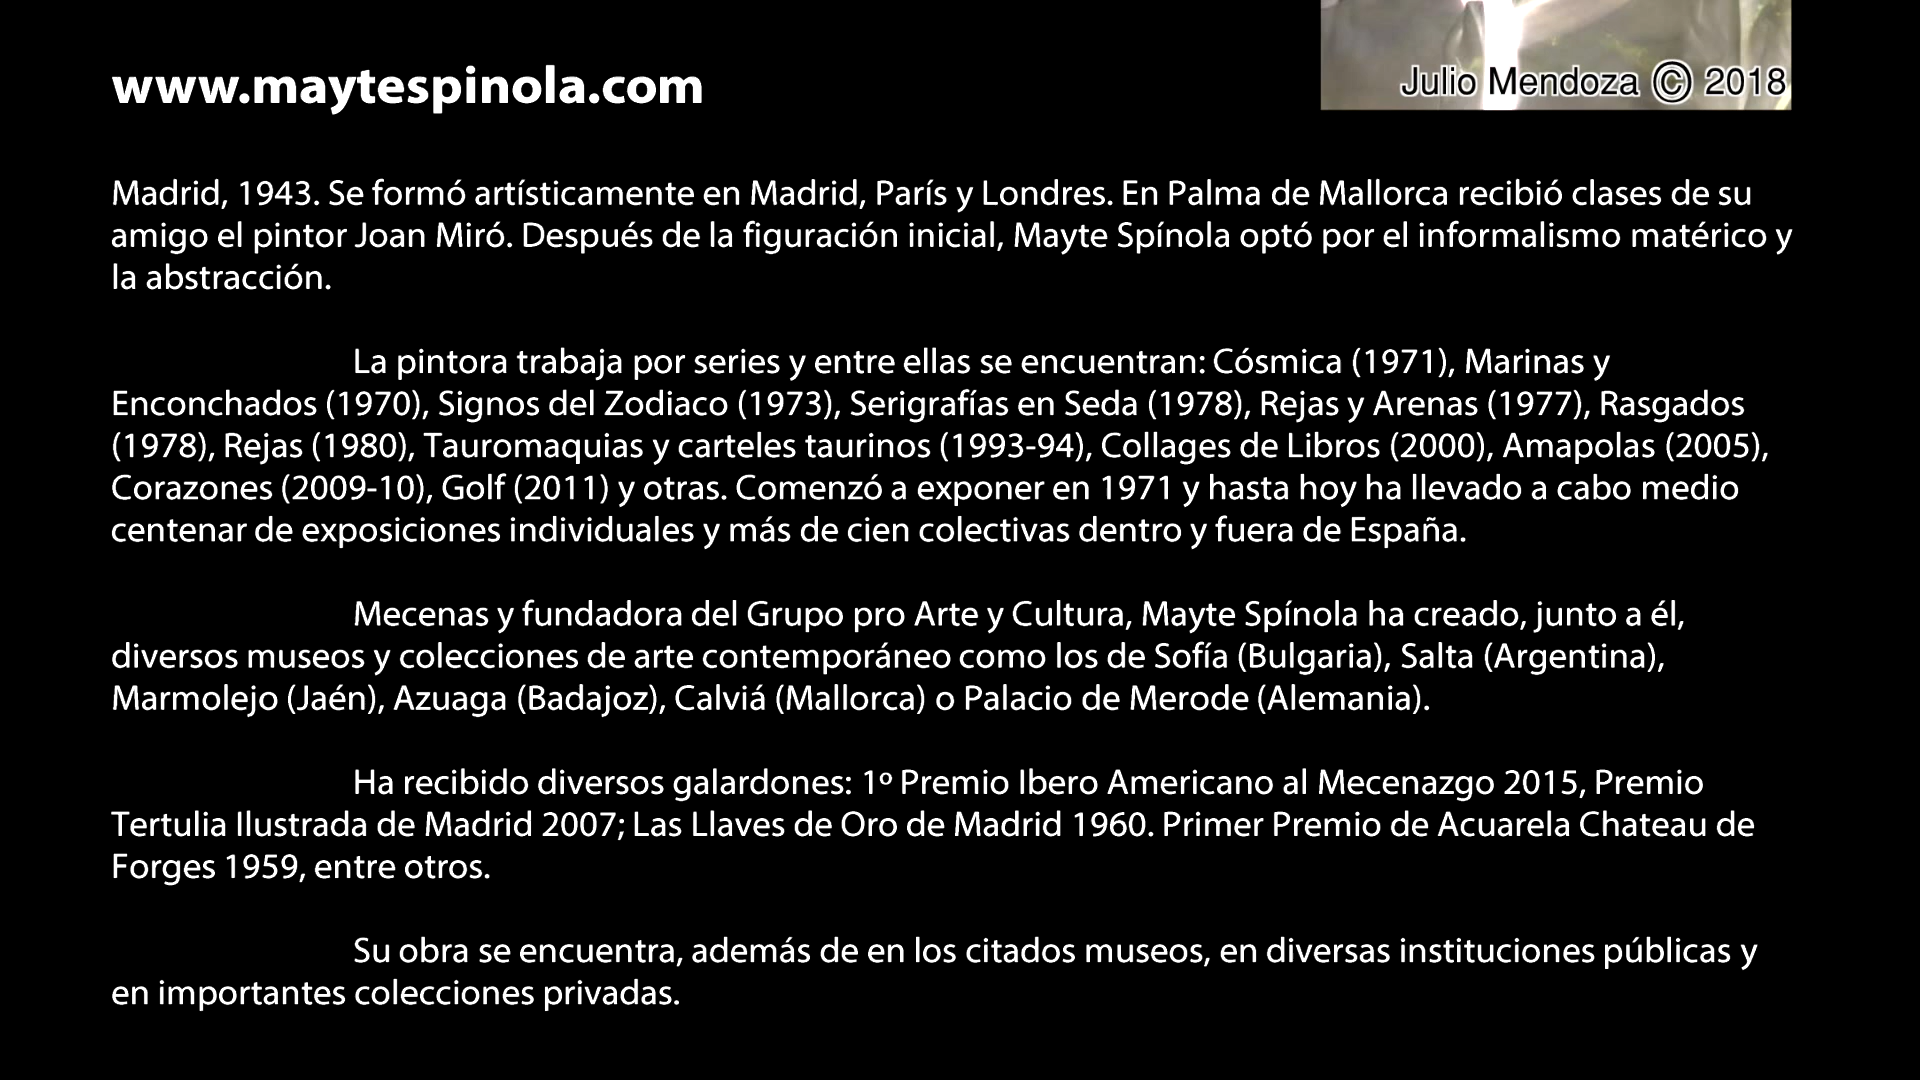 www.maytespinola.com
Julio Mendoza © 2018
Madrid, 1943. Se formó artísticamente en Madrid, París y Londres. En Palma de Mallorca recibió clases de su
amigo el pintor Joan Miró. Después de la figuración inicial, Mayte Spínola optó por el informalismo matérico y
la abstracción.
La pintora trabaja por series y entre ellas se encuentran: Cósmica (1971), Marinas y
Enconchados (1970), Signos del Zodiaco (1973), Serigrafías en Seda (1978), Rejas y Arenas (1977), Rasgados
(1978), Rejas (1980), Tauromaquias y carteles taurinos (1993-94), Collages de Libros (2000), Amapolas (2005),
Corazones (2009-10), Golf (2011) y otras. Comenzó a exponer en 1971 y hasta hoy ha llevado a cabo medio
centenar de exposiciones individuales y más de cien colectivas dentro y fuera de España.
Mecenas y fundadora del Grupo pro Arte y Cultura, Mayte Spínola ha creado, junto a él,
diversos museos y colecciones de arte contemporáneo como los de Sofía (Bulgaria), Salta (Argentina),
Marmolejo (Jaén), Azuaga (Badajoz), Calviá (Mallorca) o Palacio de Merode (Alemania).
Ha recibido diversos galardones: 1º Premio Ibero Americano al Mecenazgo 2015, Premio
Tertulia Ilustrada de Madrid 2007; Las Llaves de Oro de Madrid 1960. Primer Premio de Acuarela Chateau de
Forges 1959, entre otros.
Su obra se encuentra, además de en los citados museos, en diversas instituciones públicas y
en importantes colecciones privadas.